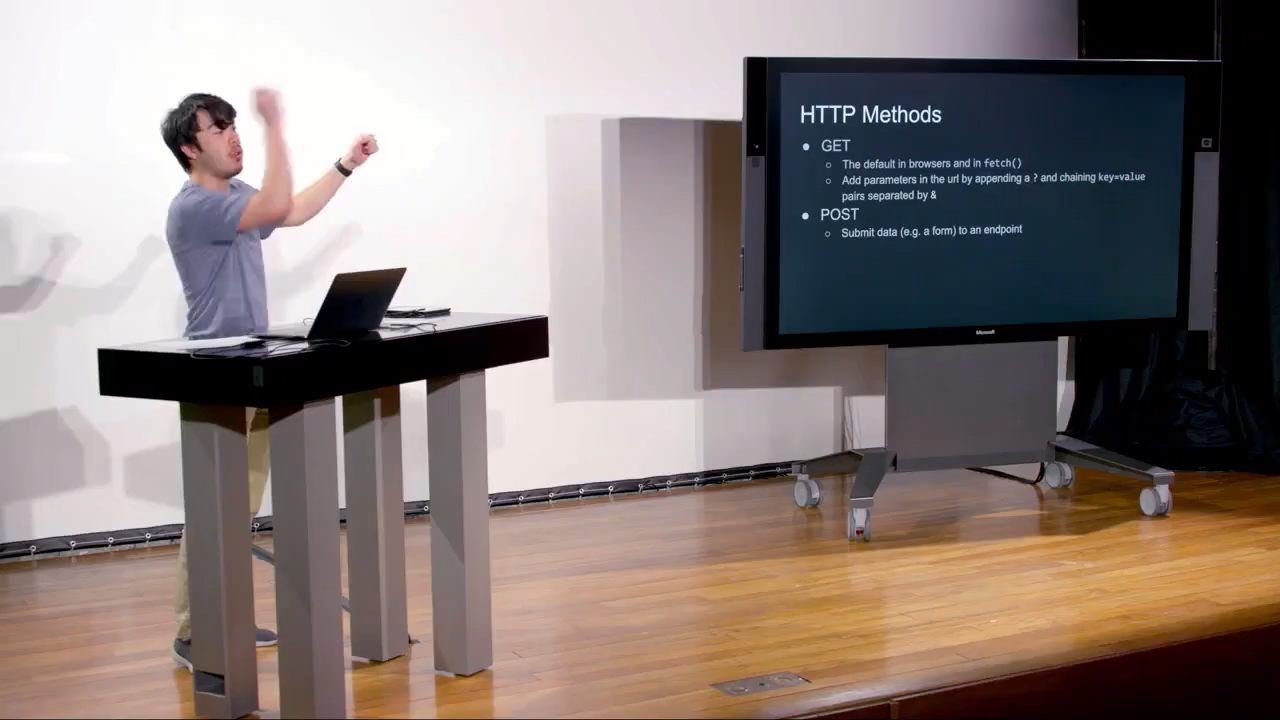 HTTP Methods
● GET
○ The default in browsers and in fetch()
○ Add parameters in the url by appending a ? and chaining key=value
pairs separated by &
● POST
○ Submit data (e.g. a form) to an endpoint
Microsoft